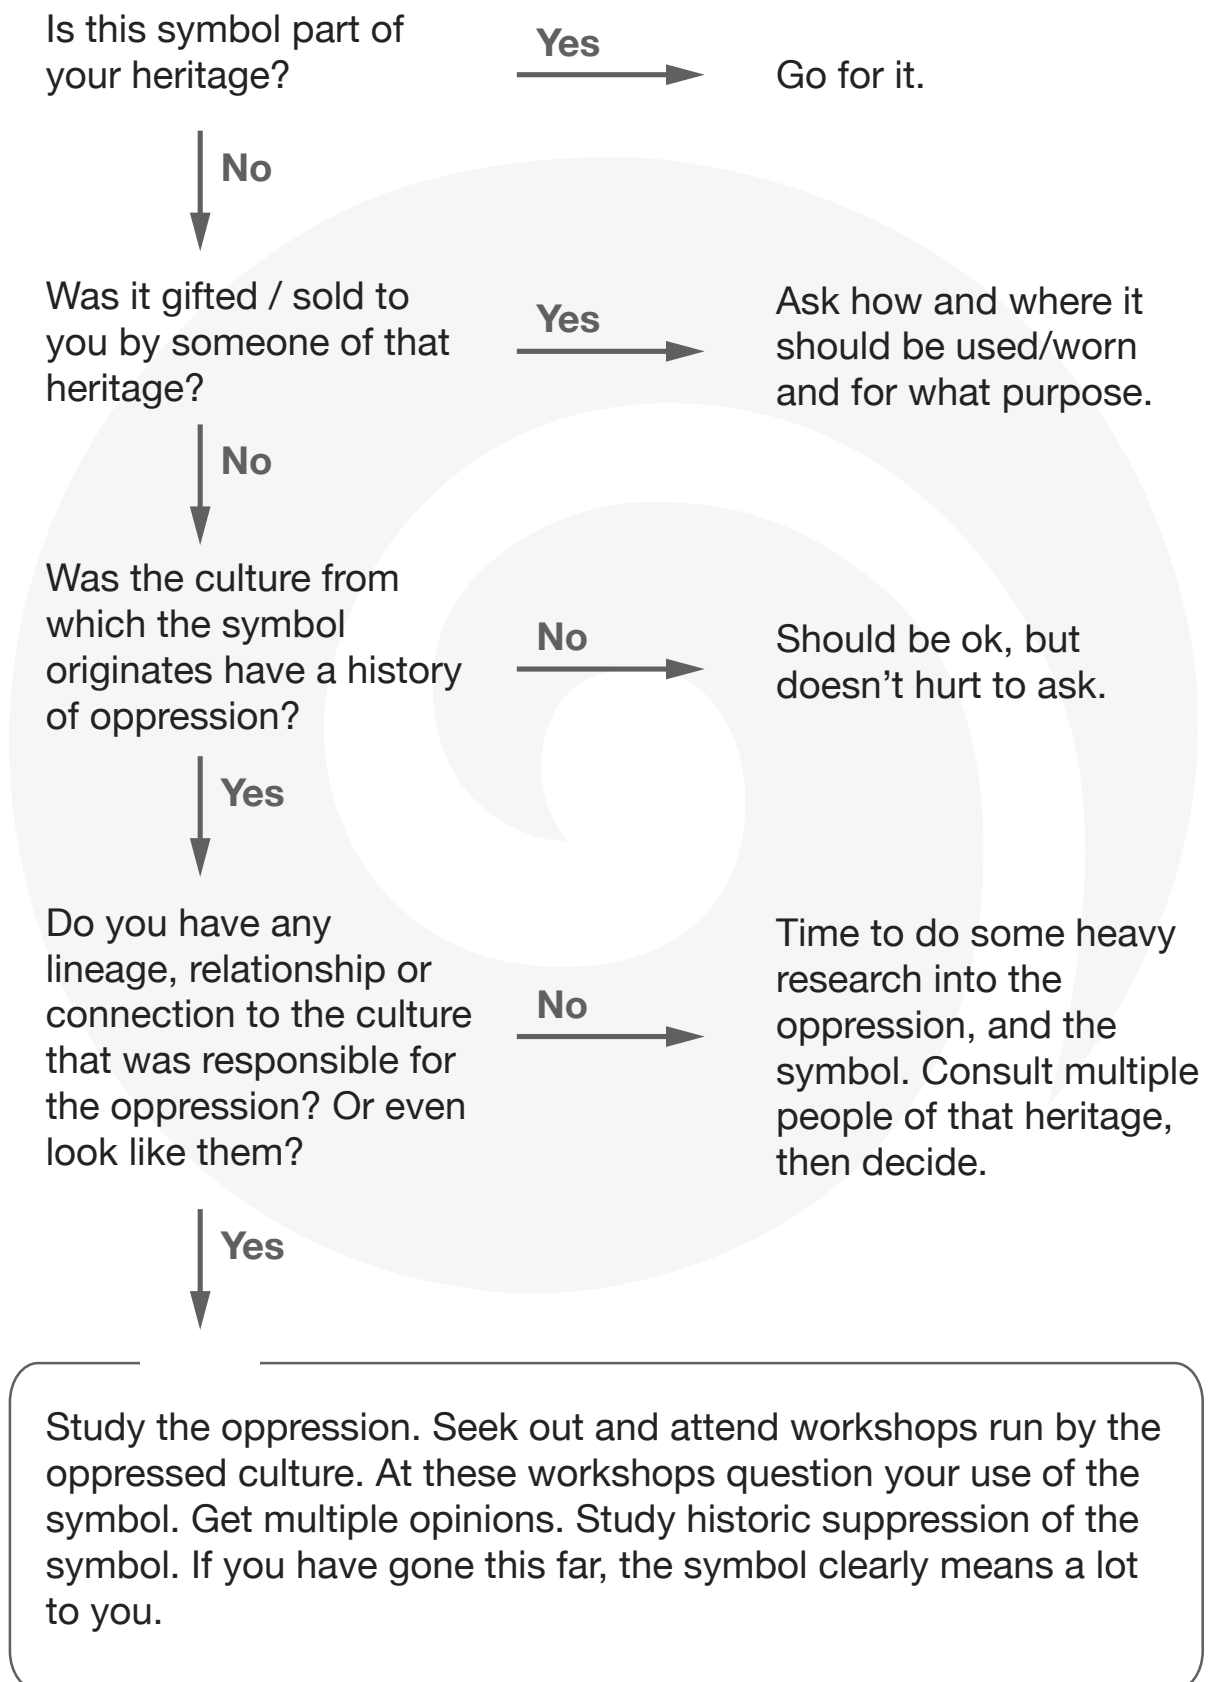 Is this symbol part of
your heritage?
Yes
Go for it.
No
Was it gifted / sold to
you by someone of that
heritage?
Yes
Ask how and where it
should be used/worn
and for what purpose.
No
Was the culture from
which the symbol
originates have a history
of oppression?
No
Should be ok, but
doesn’t hurt to ask.
Yes
Do you have any
lineage, relationship or
connection to the culture
that was responsible for
the oppression? Or even
look like them?
No
Time to do some heavy
research into the
oppression, and the
symbol. Consult multiple
people of that heritage,
then decide.
Yes
Study the oppression. Seek out and attend workshops run by the
oppressed culture. At these workshops question your use of the
symbol. Get multiple opinions. Study historic suppression of the
symbol. If you have gone this far, the symbol clearly means a lot
to you.